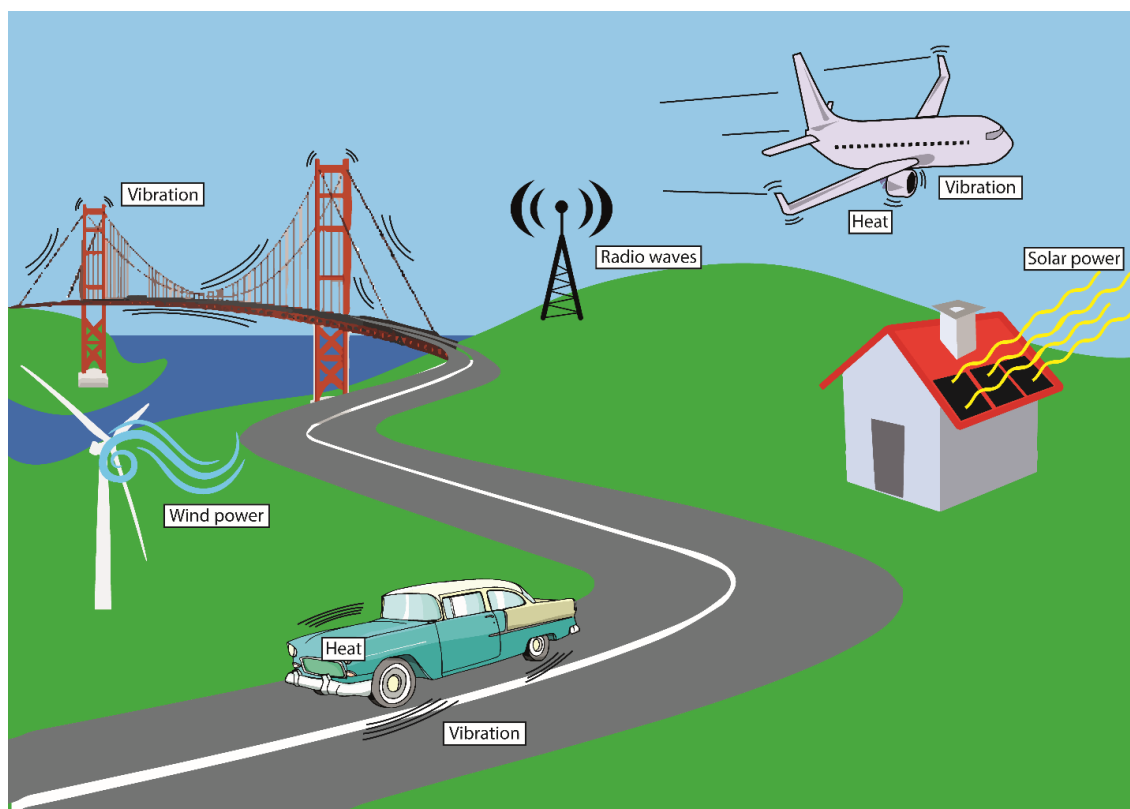 Vibration
Vibration
Heat
Radio waves
Solar power
Wind power
Heat
Vibration